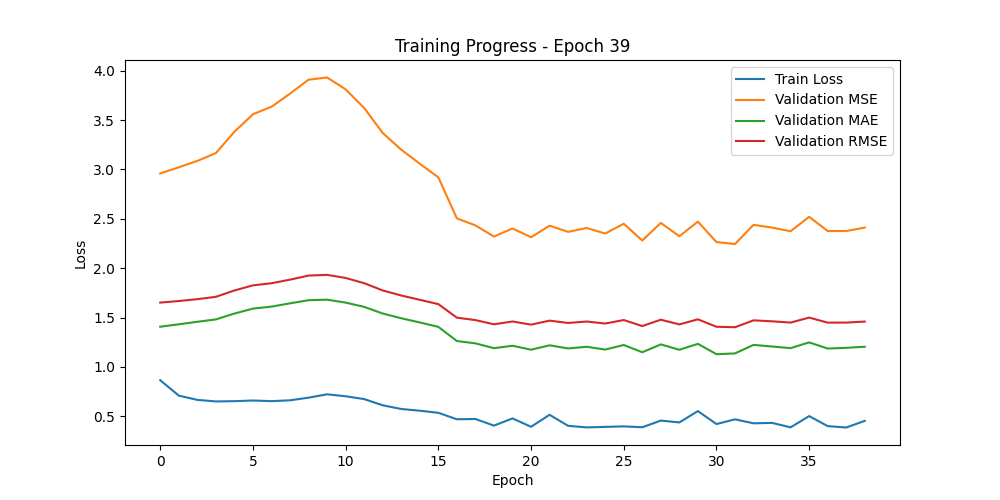 Training Progress - Epoch 39
Train Loss
Validation MSE
Validation MAE
Validation RMSE
4.0
3.5
3.0
2.5
2.0
1.5
1.0
0.5
Loss
0 5 10 15 20 25 30 35
Epoch